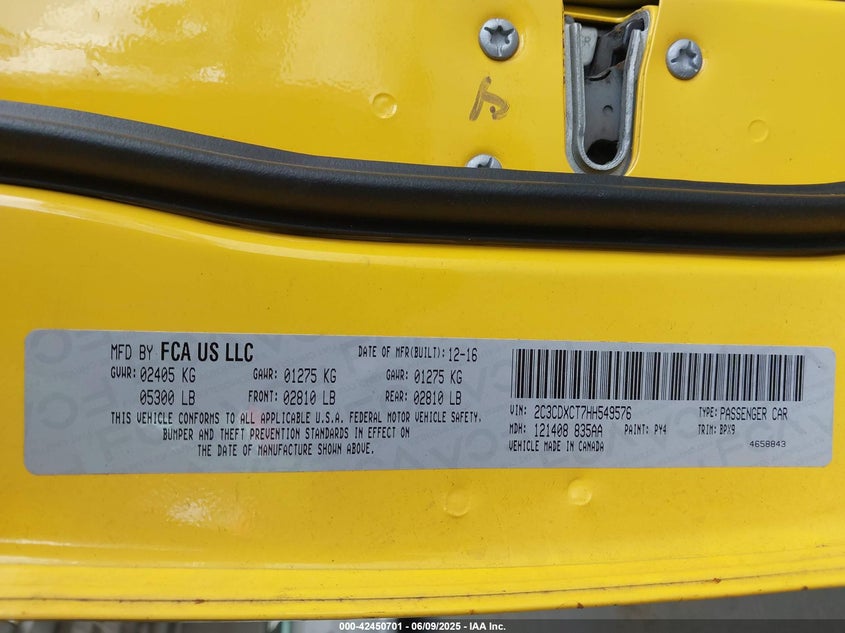 MFD BY FCA US LLC
DATE OF MFR(BUILT): 12-16
GVWR: 02405 KG GAWR: 01275 KG GAWR: 01275 KG
05300 LB FRONT: 02810 LB REAR: 02810 LB
THIS VEHICLE CONFORMS TO ALL APPLICABLE U.S.A. FEDERAL MOTOR VEHICLE SAFETY,
BUMPER AND THEFT PREVENTION STANDARDS IN EFFECT ON
THE DATE OF MANUFACTURE SHOWN ABOVE.
VIN: 2C3CDXCT7HH549576 TYPE: PASSENGER CAR
MDH: 121408 835AA PAINT: PY4 TRIM: BPX9
VEHICLE MADE IN CANADA 4658843
000-42450701 - 06/09/2025 - IAA Inc.